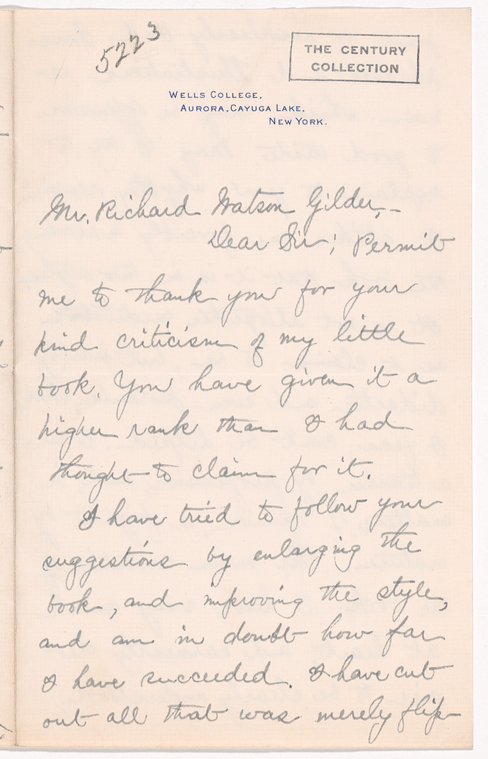 5223
THE CENTURY
COLLECTION
WELLS COLLEGE,
AURORA, CAYUGA LAKE,
NEW YORK.
Mr. Richard Watson Gilder,—
Dear Sir; Permit
me to thank you for your
kind criticism of my little
book. You have given it a
higher rank than I had
thought to claim for it.
I have tried to follow your
suggestions by enlarging the
book, and improving the style,
and am in doubt how far
I have succeeded. I have cut
out all that was merely flip-